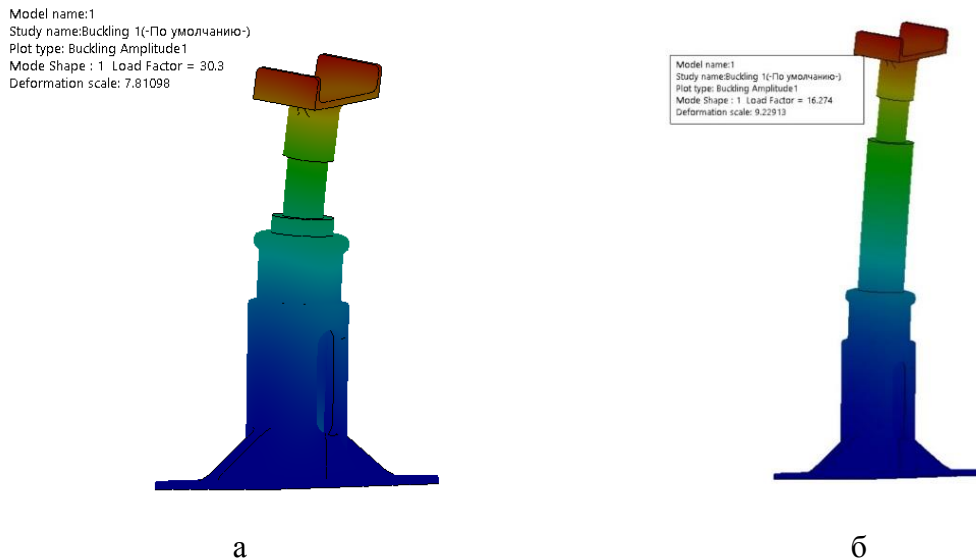 Model name:1
Study name:Buckling 1(-По умолчанию-)
Plot type: Buckling Amplitude1
Mode Shape : 1 Load Factor = 30.3
Deformation scale: 7.81098
Model name:1
Study name:Buckling 1(-По умолчанию-)
Plot type: Buckling Amplitude1
Mode Shape : 1 Load Factor = 16.274
Deformation scale: 9.22913
а
б